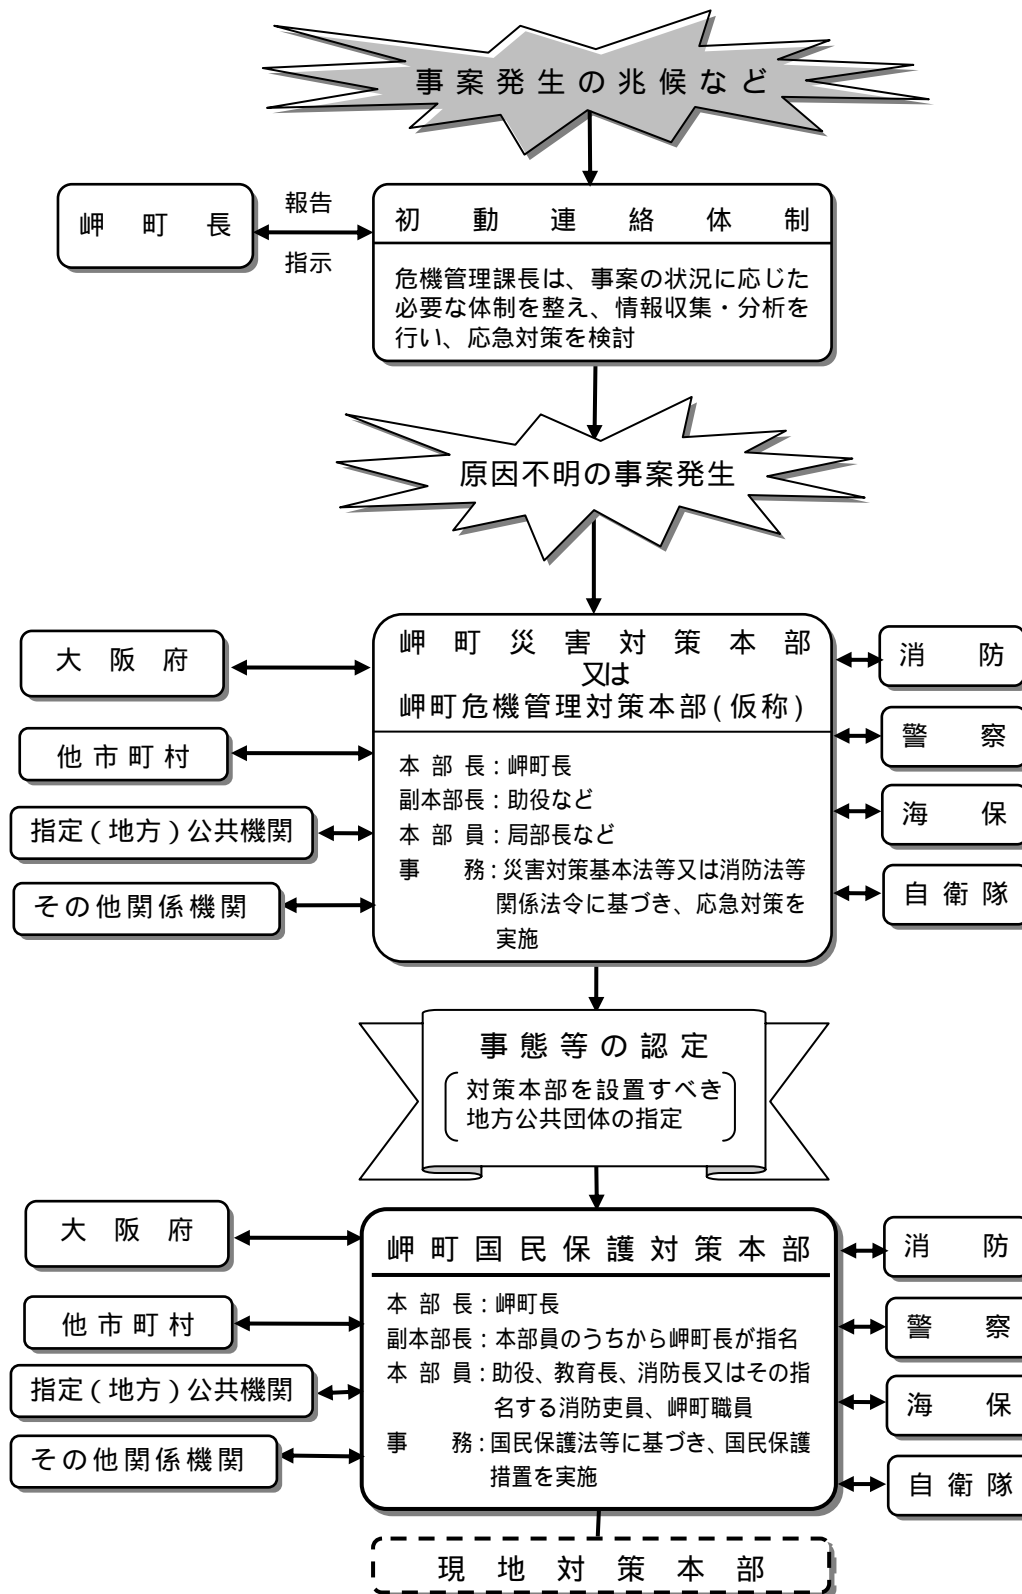 事案発生の兆候など
岬町長
報告
指示
初動連絡体制
危機管理課長は、事案の状況に応じた
必要な体制を整え、情報収集・分析を
行い、応急対策を検討
原因不明の事案発生
大阪府
他市町村
指定(地方)公共機関
その他関係機関
岬町災害対策本部
又は
岬町危機管理対策本部(仮称)
本部長:岬町長
副本部長:助役など
本部員:局部長など
事務:災害対策基本法等又は消防法等
関係法令に基づき、応急対策を
実施
消防
警察
海保
自衛隊
事態等の認定
対策本部を設置すべき
地方公共団体の指定
大阪府
他市町村
指定(地方)公共機関
その他関係機関
岬町国民保護対策本部
本部長:岬町長
副本部長:本部員のうちから岬町長が指名
本部員:助役、教育長、消防長又はその指
名する消防吏員、岬町職員
事務:国民保護法等に基づき、国民保護
措置を実施
消防
警察
海保
自衛隊
現地対策本部